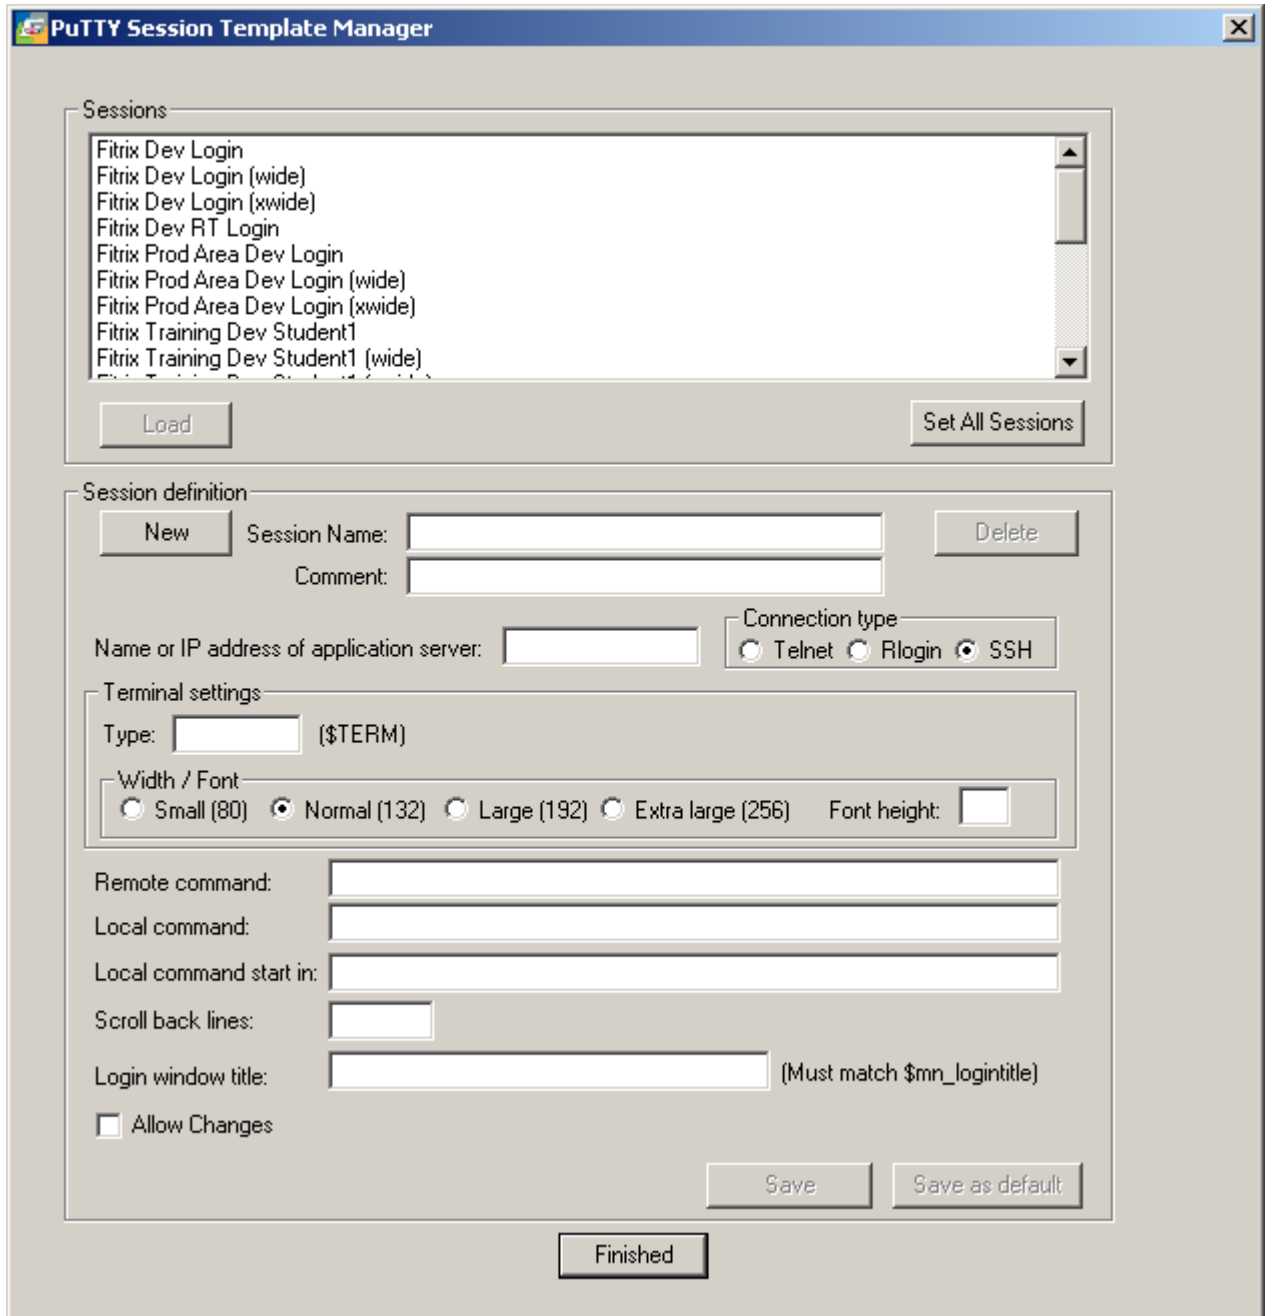 PuTTY Session Template Manager
Sessions
Fitrix Dev Login
Fitrix Dev Login (wide)
Fitrix Dev Login (xwide)
Fitrix Dev RT Login
Fitrix Prod Area Dev Login
Fitrix Prod Area Dev Login (wide)
Fitrix Prod Area Dev Login (xwide)
Fitrix Training Dev Student1
Fitrix Training Dev Student1 (wide)
Load Set All Sessions
Session definition
New Session Name: Delete
Comment:
Connection type
Name or IP address of application server: Telnet Rlogin SSH
Terminal settings
Type: ($TERM)
Width / Font
Small (80) Normal (132) Large (192) Extra large (256) Font height:
Remote command:
Local command:
Local command start in:
Scroll back lines:
Login window title: (Must match $mn_logintitle)
Allow Changes
Save Save as default
Finished